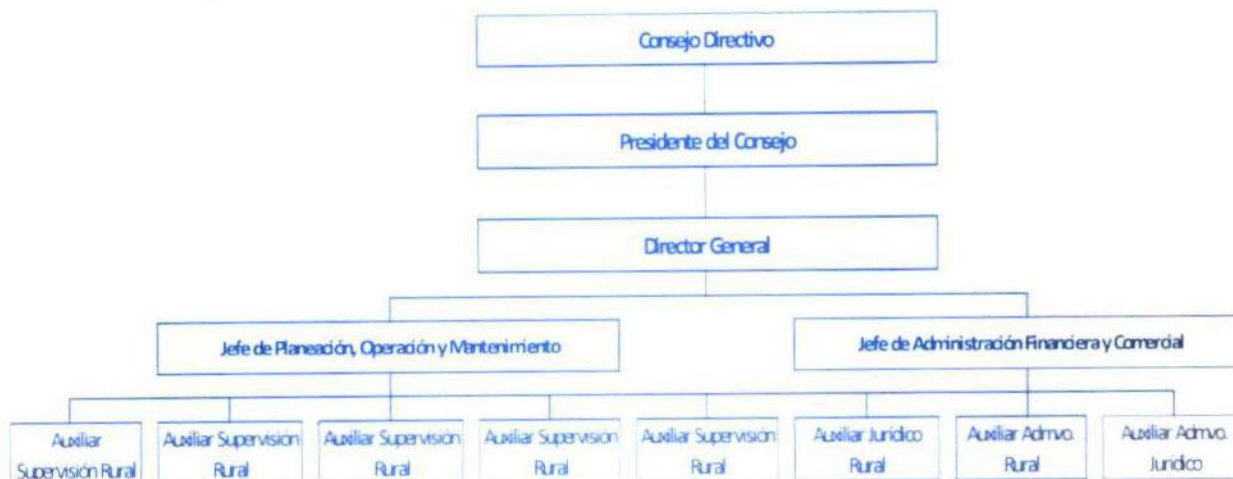 Consejo Directivo
Presidente del Consejo
Director General
Jefe de Planeación, Operación y Mantenimiento
Jefe de Administración Financiera y Comercial
Auxiliar
Supervisión Rural
Auxiliar Supervisión
Rural
Auxiliar Supervisión
Rural
Auxiliar Supervisión
Rural
Auxiliar Supervisión
Rural
Auxiliar Jurídico
Rural
Auxiliar Admvo.
Rural
Auxiliar Admvo.
Jurídico